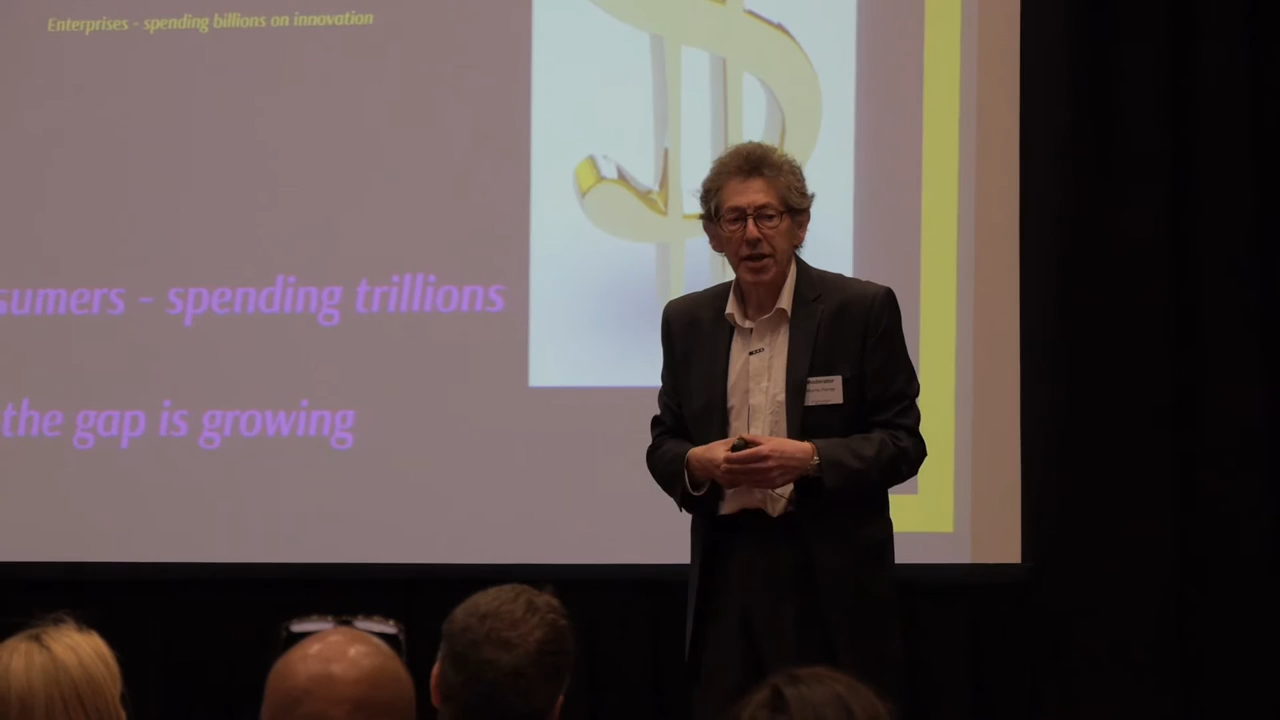 Enterprises - spending billions on innovation
sumers - spending trillions
the gap is growing
Moderator